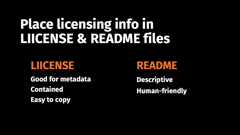 Place licensing info in
LIICENSE & README files
LIICENSE
Good for metadata
Contained
Easy to copy
README
Descriptive
Human-friendly